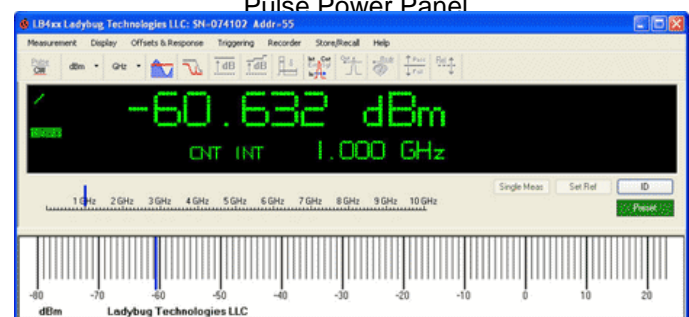 Pulse Power Panel
LB4xx Ladybug Technologies LLC: SN-074102 Addr-55
Measurement Display Offsets & Response Triggering Recorder Store/Recall Help
Pulse CW dBm GHz
-60.632 dBm
CNT INT 1.000 GHz
Single Meas Set Ref ID
1 GHz 2 GHz 3 GHz 4 GHz 5 GHz 6 GHz 7 GHz 8 GHz 9 GHz 10 GHz
Preset
-80 -70 -60 -50 -40 -30 -20 -10 0 10 20
dBm Ladybug Technologies LLC